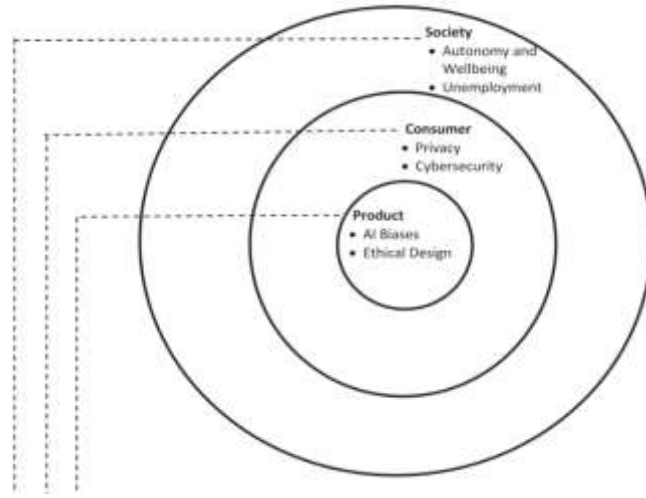 Society
• Autonomy and
Wellbeing
• Unemployment
Consumer
• Privacy
• Cybersecurity
Product
• AI Biases
• Ethical Design